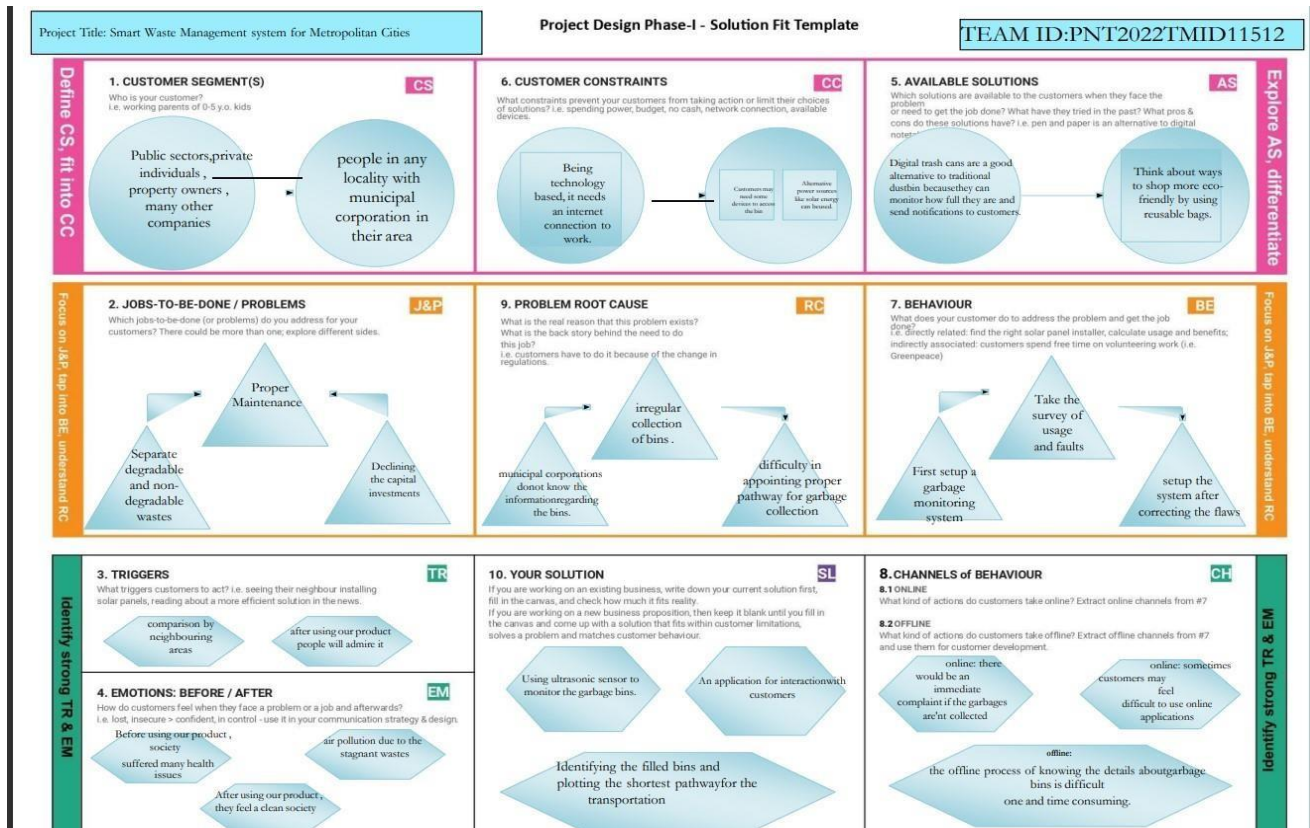 Project Title: Smart Waste Management system for Metropolitan Cities
Project Design Phase-I - Solution Fit Template
TEAM ID:PNT2022TMID11512
Define CS, fit into CC
1. CUSTOMER SEGMENT(S)
CS
Who is your customer?
i.e. working parents of 0-5 y.o. kids
Public sectors,private
individuals ,
property owners ,
many other
companies
people in any
locality with
municipal
corporation in
their area
6. CUSTOMER CONSTRAINTS
CC
What constraints prevent your customers from taking action or limit their choices
of solutions? i.e. spending power, budget, no cash, network connection, available
devices.
Being
technology
based, it needs
an internet
connection to
work.
Customers may
need some
devices to access
the bin
Alternative
power sources
like solar energy
can be used.
5. AVAILABLE SOLUTIONS
AS
Which solutions are available to the customers when they face the
problem
or need to get the job done? What have they tried in the past? What pros &
cons do these solutions have? i.e. pen and paper is an alternative to digital
Digital trash cans are a good
alternative to traditional
dustbin becausethey can
monitor how full they are and
send notifications to customers.
Think about ways
to shop more eco-
friendly by using
reusable bags.
Explore AS, differentiate
Focus on J&P, tap into BE, understand RC
2. JOBS-TO-BE-DONE / PROBLEMS
J&P
Which jobs-to-be-done (or problems) do you address for your
customers? There could be more than one; explore different sides.
Proper
Maintenance
Separate
degradable
and non-
degradable
wastes
Declining
the capital
investments
9. PROBLEM ROOT CAUSE
RC
What is the real reason that this problem exists?
What is the back story behind the need to do
this job?
i.e. customers have to do it because of the change in
regulations.
irregular
collection
of bins .
municipal corporations
donot know the
informationregarding
the bins.
difficulty in
appointing proper
pathway for garbage
collection
7. BEHAVIOUR
BE
What does your customer do to address the problem and get the job
done?
i.e. directly related: find the right solar panel installer, calculate usage and benefits;
indirectly associated: customers spend free time on volunteering work (i.e.
Greenpeace)
Take the
survey of
usage
and faults
First setup a
garbage
monitoring
system
setup the
system after
correcting the flaws
Focus on J&P, tap into BE, understand RC
Identify strong TR & EM
3. TRIGGERS
TR
What triggers customers to act? i.e. seeing their neighbour installing
solar panels, reading about a more efficient solution in the news.
comparison by
neighbouring
areas
after using our product
people will admire it
4. EMOTIONS: BEFORE / AFTER
EM
How do customers feel when they face a problem or a job and afterwards?
i.e. lost, insecure > confident, in control - use it in your communication strategy & design.
Before using our product ,
society
suffered many health
issues
air pollution due to the
stagnant wastes
After using our product ,
they feel a clean society
10. YOUR SOLUTION
SL
If you are working on an existing business, write down your current solution first,
fill in the canvas, and check how much it fits reality.
If you are working on a new business proposition, then keep it blank until you fill in
the canvas and come up with a solution that fits within customer limitations,
solves a problem and matches customer behaviour.
Using ultrasonic sensor to
monitor the garbage bins.
An application for interactionwith
customers
Identifying the filled bins and
plotting the shortest pathwayfor the
transportation
8.CHANNELS of BEHAVIOUR
CH
8.1 ONLINE
What kind of actions do customers take online? Extract online channels from #7
8.2 OFFLINE
What kind of actions do customers take offline? Extract offline channels from #7
and use them for customer development.
online: there
would be an
immediate
complaint if the garbages
are'nt collected
online: sometimes
customers may
feel
difficult to use online
applications
offline:
the offline process of knowing the details aboutgarbage
bins is difficult
one and time consuming.
Identify strong TR & EM